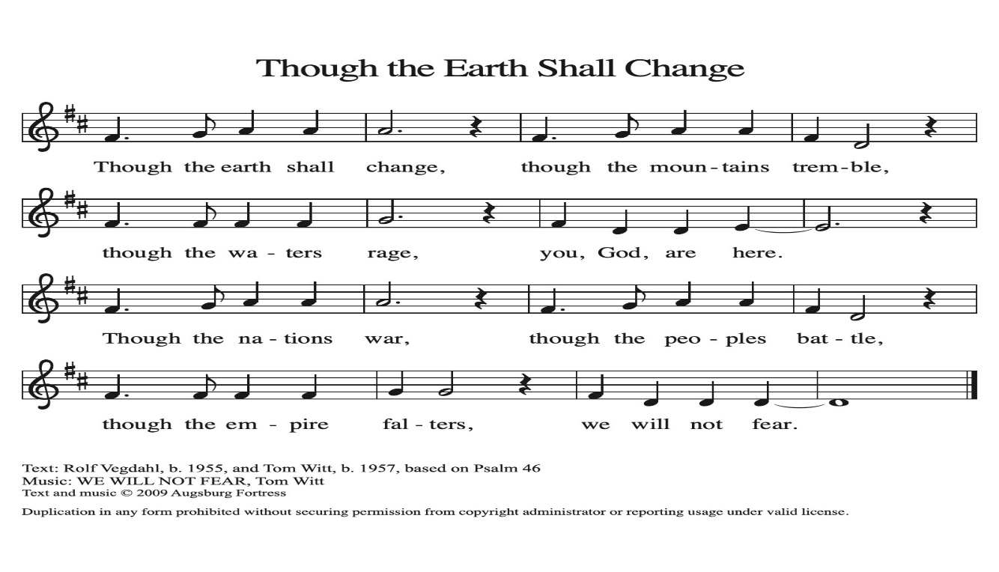 Though the Earth Shall Change
Though the earth shall change, though the moun - tains trem - ble,
though the wa - ters rage, you, God, are here.
Though the na - tions war, though the peo - ples bat - tle,
though the em - pire fal - ters, we will not fear.
Text: Rolf Vegdahl, b. 1955, and Tom Witt, b. 1957, based on Psalm 46
Music: WE WILL NOT FEAR, Tom Witt
Text and music © 2009 Augsburg Fortress
Duplication in any form prohibited without securing permission from copyright administrator or reporting usage under valid license.